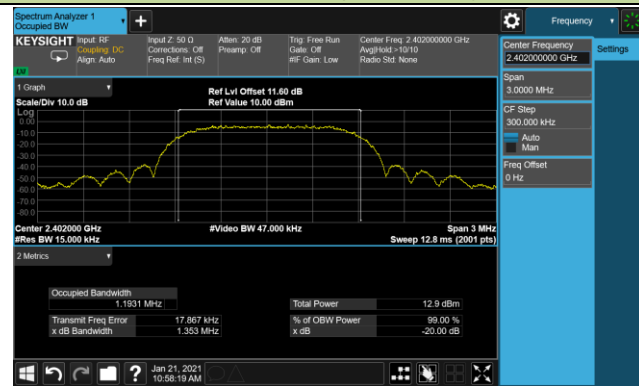 Spectrum Analyzer 1
Occupied BW
Frequency
KEYSIGHT
Input: RF
Coupling: DC
Align: Auto
Input Z: 50 Ω
Corrections: Off
Freq Ref: Int (S)
Atten: 20 dB
Preamp: Off
Trig: Free Run
Gate: Off
#IF Gain: Low
Center Freq: 2.402000000 GHz
Avg|Hold:>10/10
Radio Std: None
Center Frequency
2.402000000 GHz
Settings
Span
3.0000 MHz
CF Step
300.000 kHz
Auto
Man
Freq Offset
0 Hz
1 Graph
Scale/Div 10.0 dB
Ref Lvl Offset 11.60 dB
Ref Value 10.00 dBm
Log
0.00
-10.0
-20.0
-30.0
-40.0
-50.0
-60.0
-70.0
-80.0
Center 2.402000 GHz
#Res BW 15.000 kHz
#Video BW 47.000 kHz
Span 3 MHz
Sweep 12.8 ms (2001 pts)
2 Metrics
Occupied Bandwidth
1.1931 MHz
Total Power 12.9 dBm
Transmit Freq Error 17.867 kHz
% of OBW Power 99.00 %
x dB Bandwidth 1.353 MHz
x dB -20.00 dB
?
Jan 21, 2021
10:58:19 AM